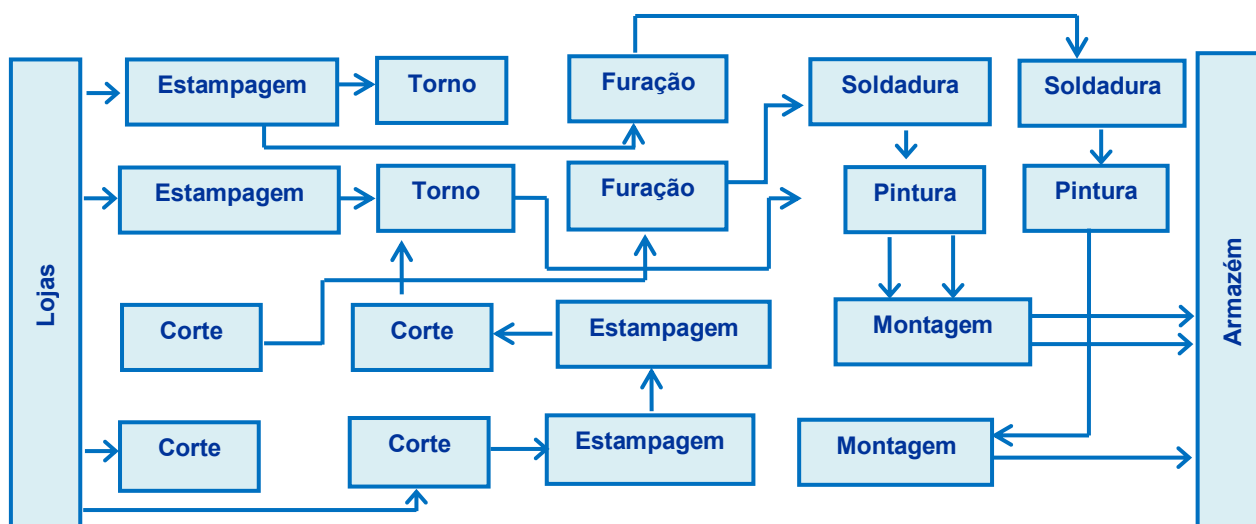 Lojas
Estampagem
Torno
Furação
Soldadura
Soldadura
Estampagem
Torno
Furação
Pintura
Pintura
Corte
Corte
Estampagem
Montagem
Corte
Corte
Estampagem
Montagem
Armazém